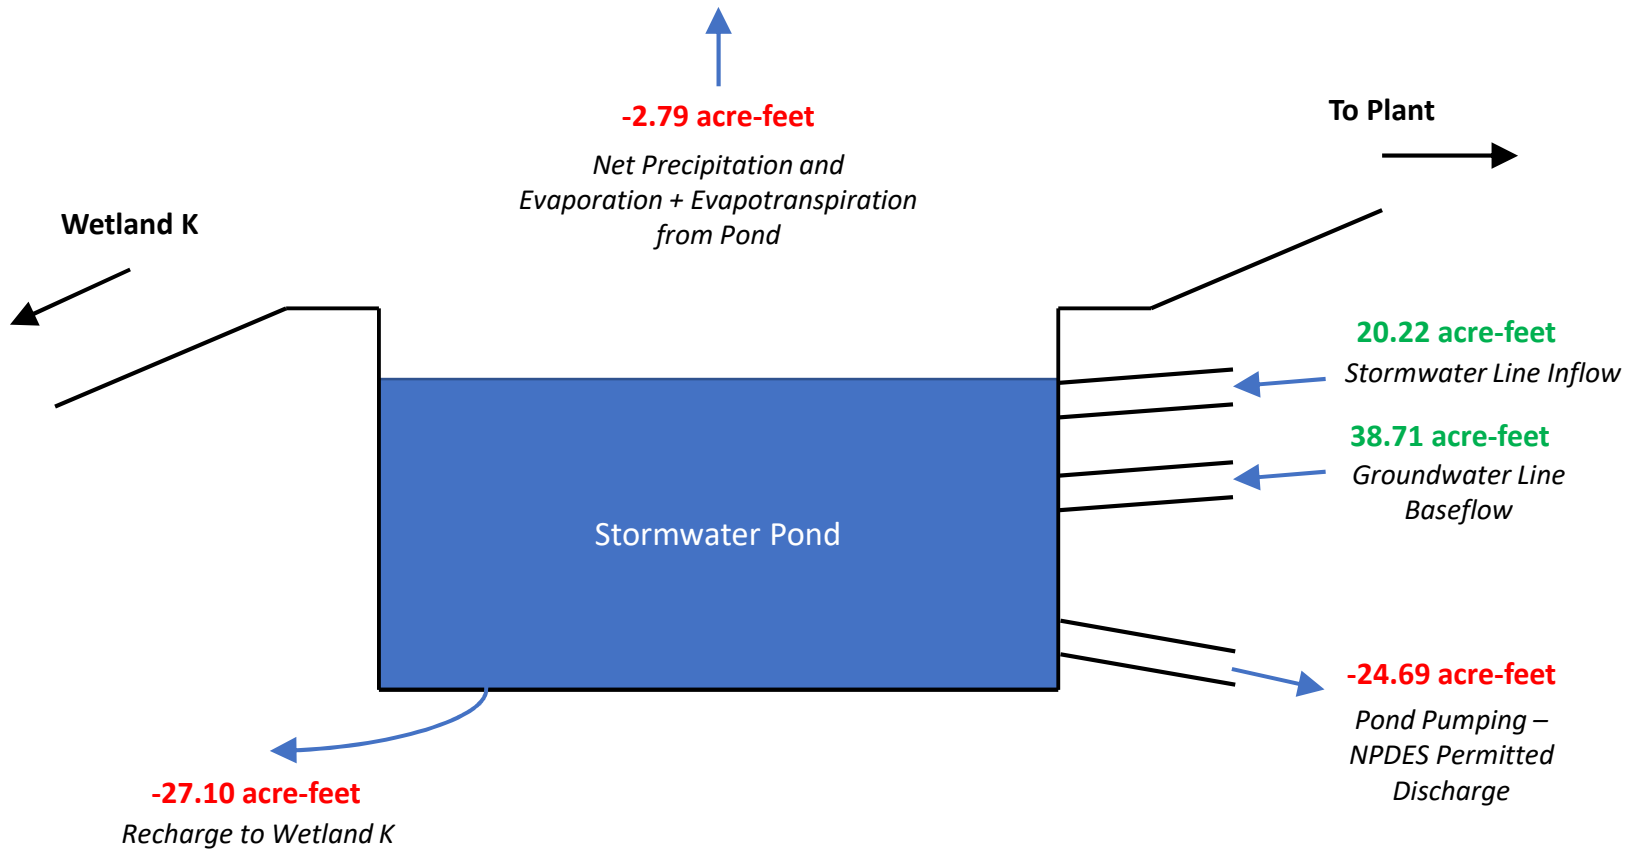 -2.79 acre-feet
Net Precipitation and
Evaporation + Evapotranspiration
from Pond
To Plant
Wetland K
20.22 acre-feet
Stormwater Line Inflow
38.71 acre-feet
Groundwater Line
Baseflow
Stormwater Pond
-24.69 acre-feet
Pond Pumping –
NPDES Permitted
Discharge
-27.10 acre-feet
Recharge to Wetland K